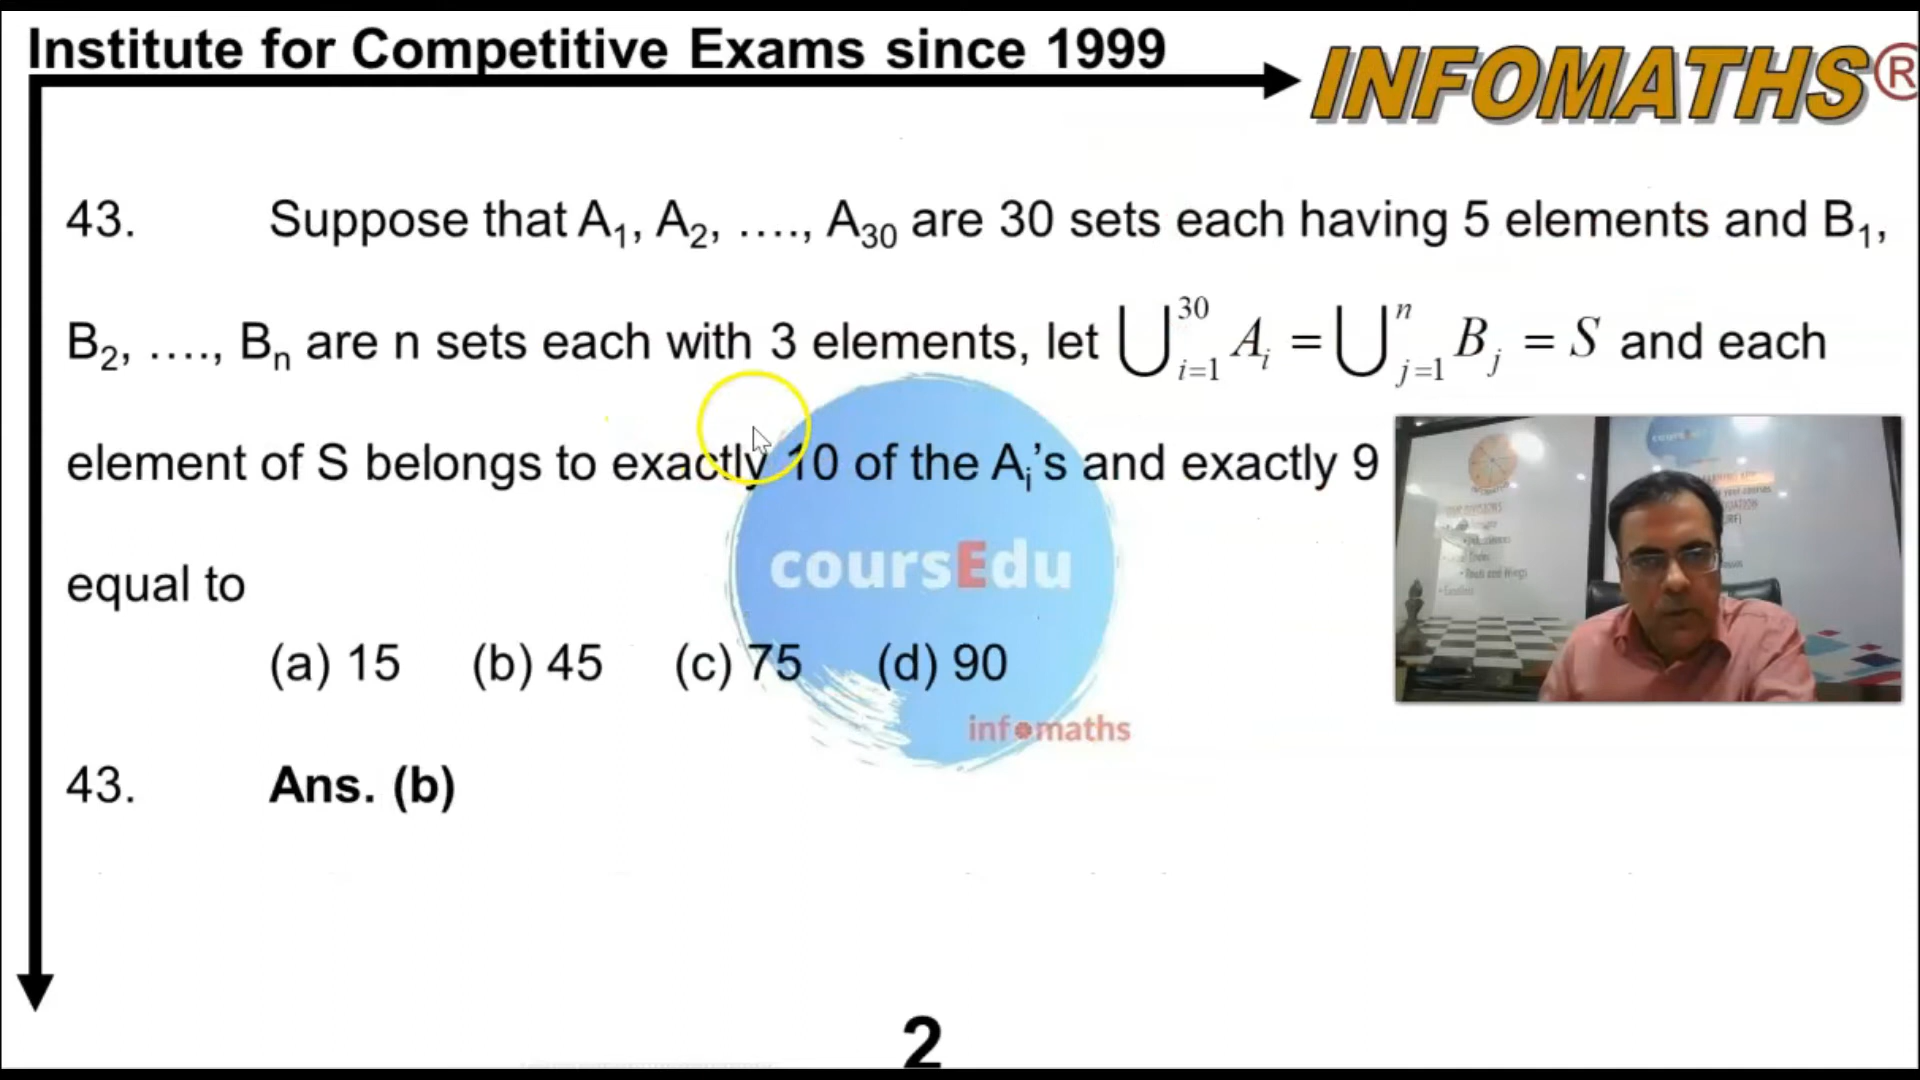 Institute for Competitive Exams since 1999
INFOMATHS®
43. Suppose that A₁, A₂, …., A₃₀ are 30 sets each having 5 elements and B₁,
B₂, …., Bₙ are n sets each with 3 elements, let ⋃³⁰ᵢ₌₁ Aᵢ = ⋃ⁿⱼ₌₁ Bⱼ = S and each
element of S belongs to exactly 10 of the Aᵢ's and exactly 9
equal to
coursEdu
(a) 15 (b) 45 (c) 75 (d) 90
infomaths
43. Ans. (b)
2